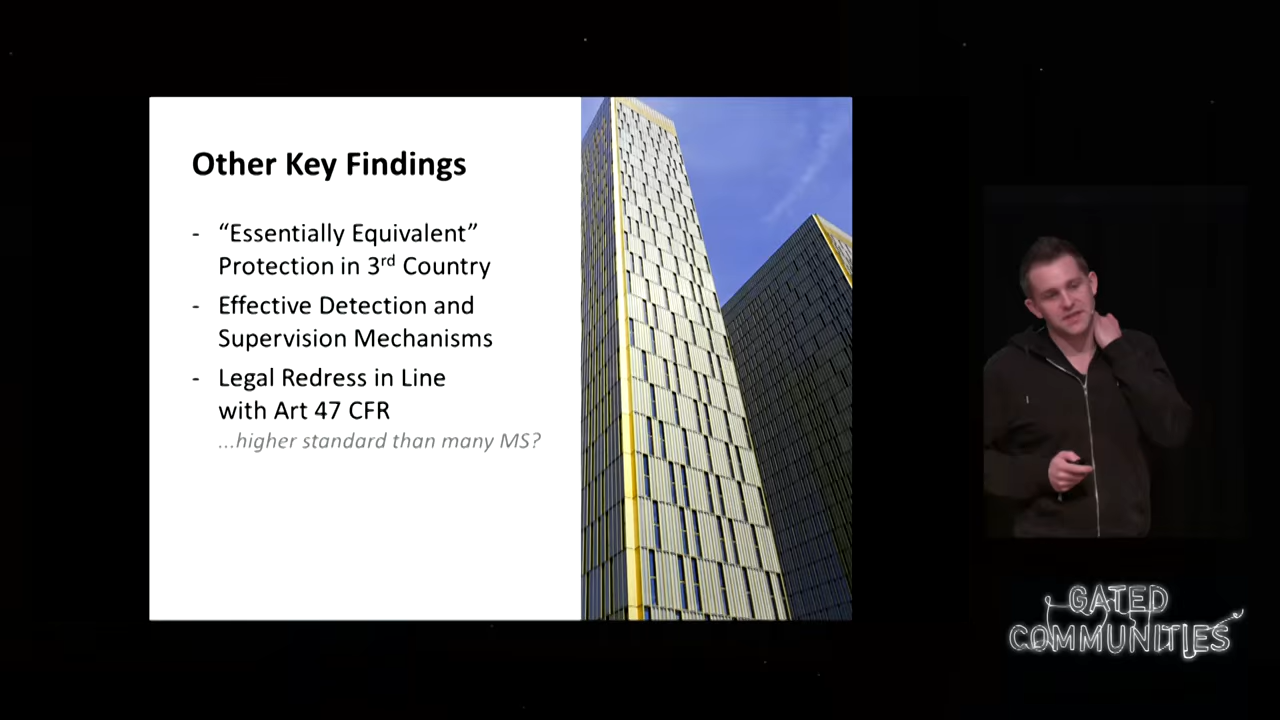 Other Key Findings
- “Essentially Equivalent”
Protection in 3rd Country
- Effective Detection and
Supervision Mechanisms
- Legal Redress in Line
with Art 47 CFR
...higher standard than many MS?
GATED
COMMUNITIES